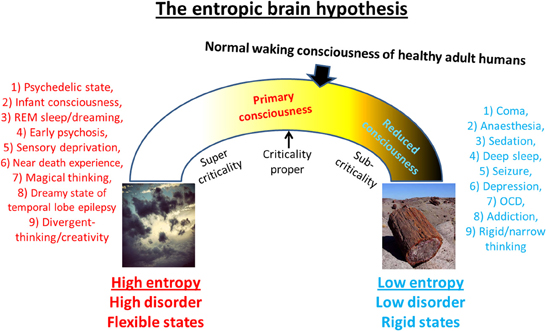 The entropic brain hypothesis
Normal waking consciousness of healthy adult humans
1) Psychedelic state,
2) Infant consciousness,
3) REM sleep/dreaming,
4) Early psychosis,
5) Sensory deprivation,
6) Near death experience,
7) Magical thinking,
8) Dreamy state of
temporal lobe epilepsy
9) Divergent-
thinking/creativity
Primary
consciousness
Reduced
consciousness
Super
criticality
Criticality
proper
Sub-
criticality
1) Coma,
2) Anaesthesia,
3) Sedation,
4) Deep sleep,
5) Seizure,
6) Depression,
7) OCD,
8) Addiction,
9) Rigid/narrow
thinking
High entropy
High disorder
Flexible states
Low entropy
Low disorder
Rigid states